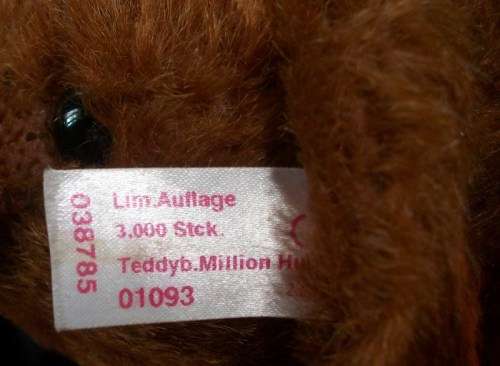 038785
Lim.Auflage
3.000 Stck.
Teddyb.Million
01093